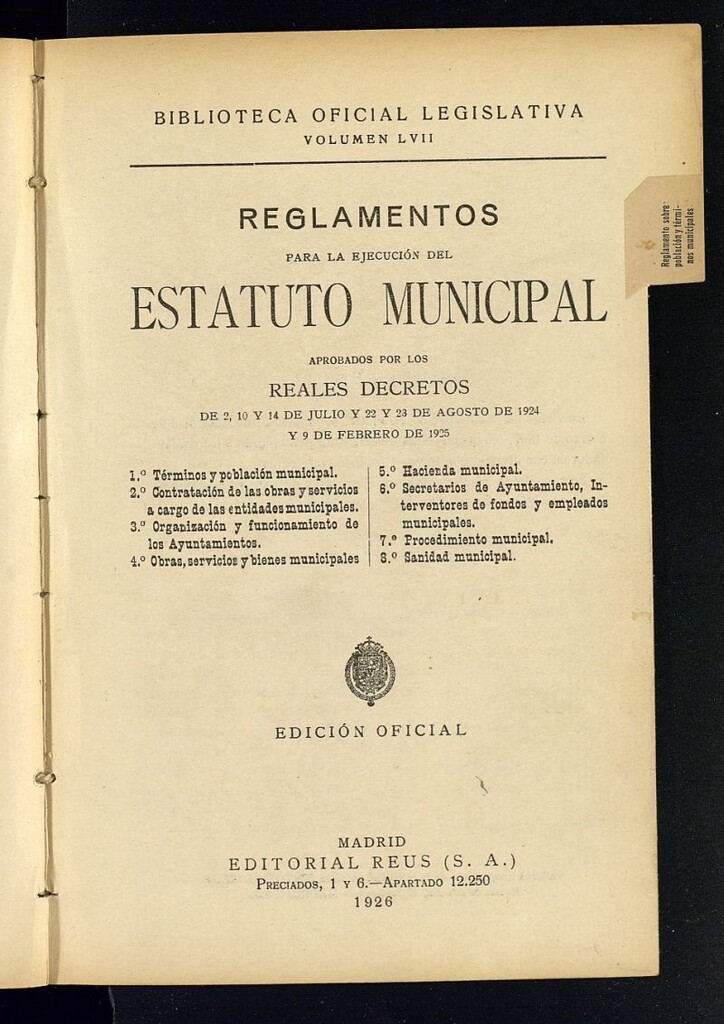 BIBLIOTECA OFICIAL LEGISLATIVA
VOLUMEN LVII
REGLAMENTOS
PARA LA EJECUCIÓN DEL
ESTATUTO MUNICIPAL
APROBADOS POR LOS
REALES DECRETOS
DE 2, 10 Y 14 DE JULIO Y 22 Y 23 DE AGOSTO DE 1924
Y 9 DE FEBRERO DE 1925
1.º Términos y población municipal.
2.º Contratación de las obras y servicios
a cargo de las entidades municipales.
3.º Organización y funcionamiento de
los Ayuntamientos.
4.º Obras, servicios y bienes municipales
5.º Hacienda municipal.
6.º Secretarios de Ayuntamiento, In-
terventores de fondos y empleados
municipales.
7.º Procedimiento municipal.
8.º Sanidad municipal.
EDICIÓN OFICIAL
MADRID
EDITORIAL REUS (S. A.)
PRECIADOS, 1 Y 6.—APARTADO 12.250
1926
Reglamento sobre
población y térmi-
nos municipales